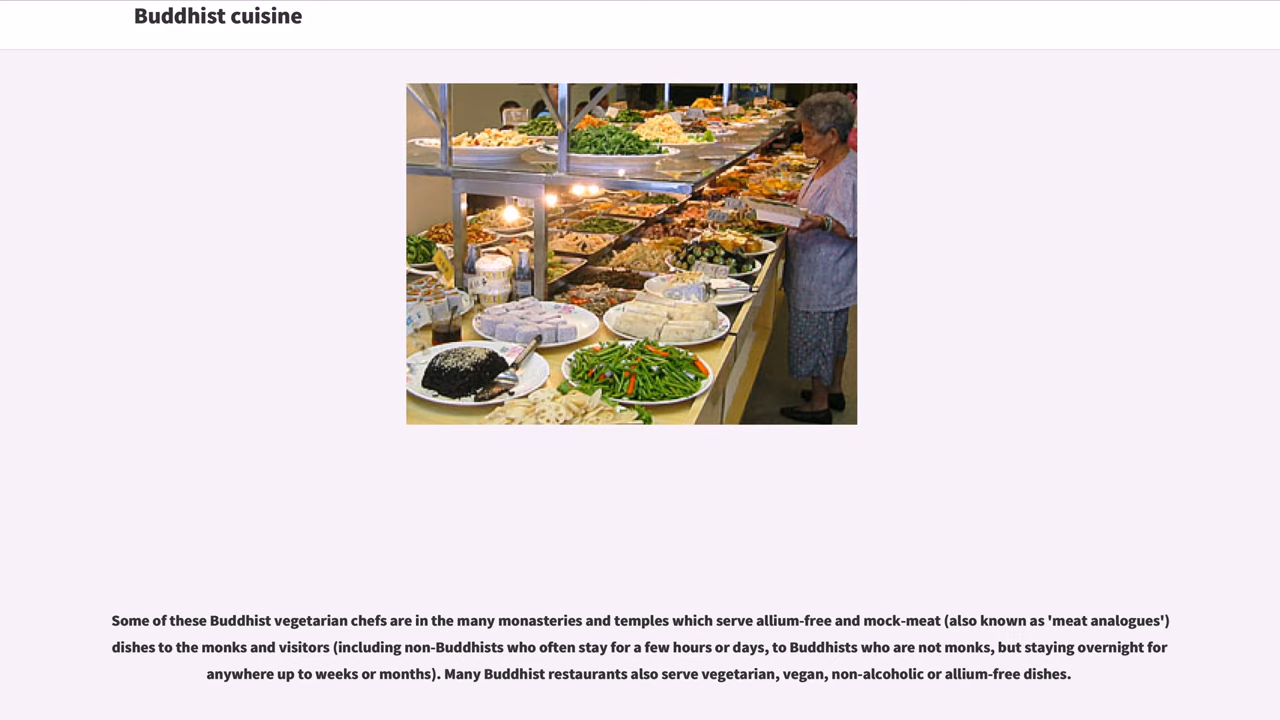 Buddhist cuisine
Some of these Buddhist vegetarian chefs are in the many monasteries and temples which serve allium-free and mock-meat (also known as 'meat analogues')
dishes to the monks and visitors (including non-Buddhists who often stay for a few hours or days, to Buddhists who are not monks, but staying overnight for
anywhere up to weeks or months). Many Buddhist restaurants also serve vegetarian, vegan, non-alcoholic or allium-free dishes.